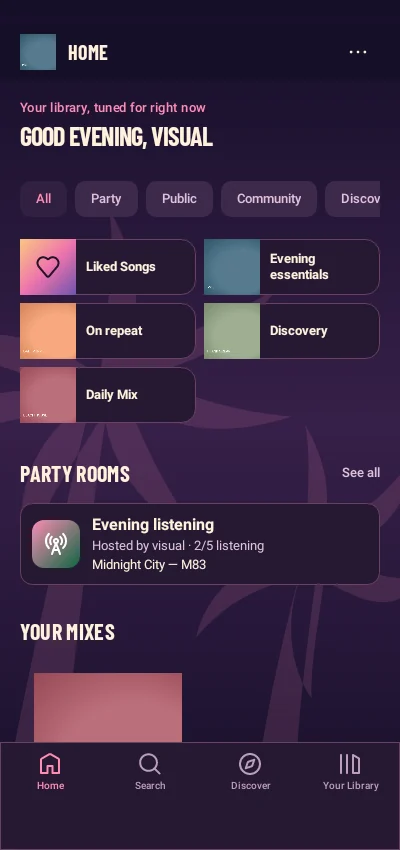 HOME
Your library, tuned for right now
GOOD EVENING, VISUAL
All
Party
Public
Community
Discov
Liked Songs
Evening
essentials
On repeat
Discovery
Daily Mix
PARTY ROOMS
See all
Evening listening
Hosted by visual · 2/5 listening
Midnight City — M83
YOUR MIXES
Home
Search
Discover
Your Library